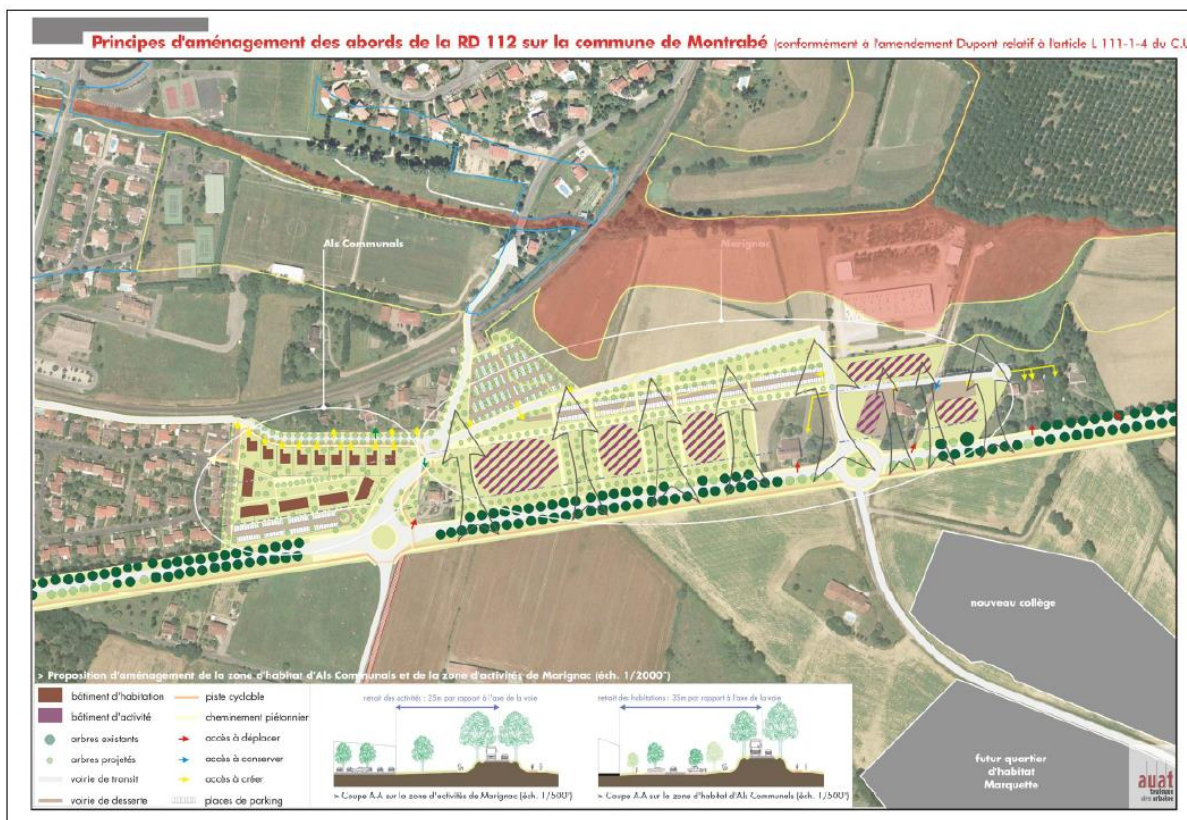 Principes d'aménagement des abords de la RD 112 sur la commune de Montrabé (conformément à l'amendement Dupont relatif à l'article L 111-1-4 du C.U
Als Communals
Marignac
nouveau collège
> Proposition d'aménagement de la zone d'habitat d'Als Communals et de la zone d'activités de Marignac (éch. 1/2000°)
bâtiment d'habitation
bâtiment d'activité
arbres existants
arbres projetés
voirie de transit
voirie de desserte
piste cyclable
cheminement piétonnier
accès à déplacer
accès à conserver
accès à créer
places de parking
retrait des activités : 25m par rapport à l'axe de la voie
> Coupe A-A sur la zone d'activités de Marignac (éch. 1/500°)
retrait des habitations : 35m par rapport à l'axe de la voie
> Coupe A-A sur la zone d'habitat d'Als Communals (éch. 1/500°)
futur quartier
d'habitat
Marquette
auat
toulouse
aire urbaine